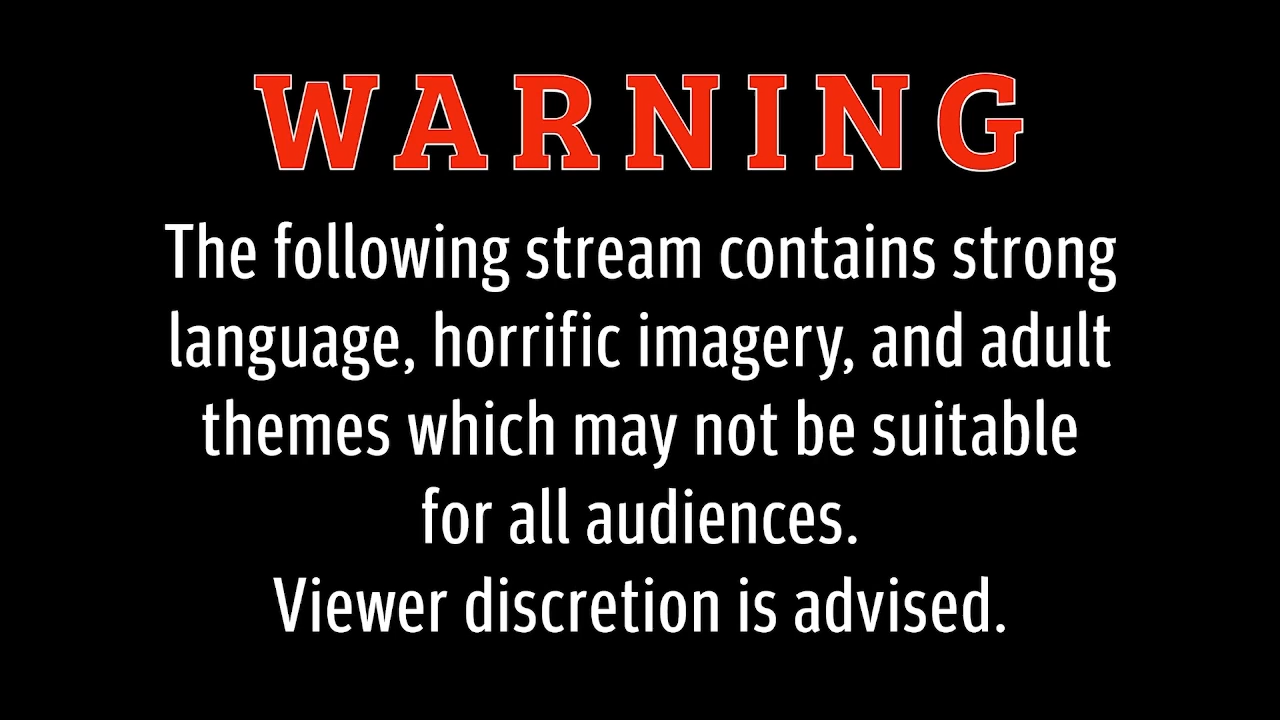 WARNING
The following stream contains strong
language, horrific imagery, and adult
themes which may not be suitable
for all audiences.
Viewer discretion is advised.